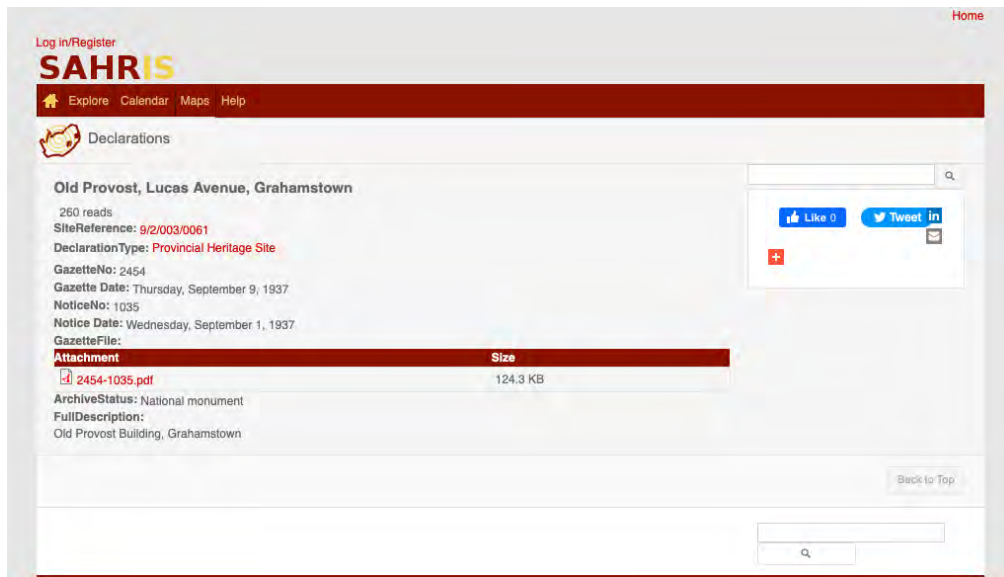 Home
Log in/Register
SAHRIS
Explore Calendar Maps Help
Declarations
Old Provost, Lucas Avenue, Grahamstown
260 reads
SiteReference: 9/2/003/0061
DeclarationType: Provincial Heritage Site
GazetteNo: 2454
Gazette Date: Thursday, September 9, 1937
NoticeNo: 1035
Notice Date: Wednesday, September 1, 1937
GazetteFile:
Attachment Size
2454-1035.pdf 124.3 KB
ArchiveStatus: National monument
FullDescription:
Old Provost Building, Grahamstown
Like 0 Tweet in
Back to Top